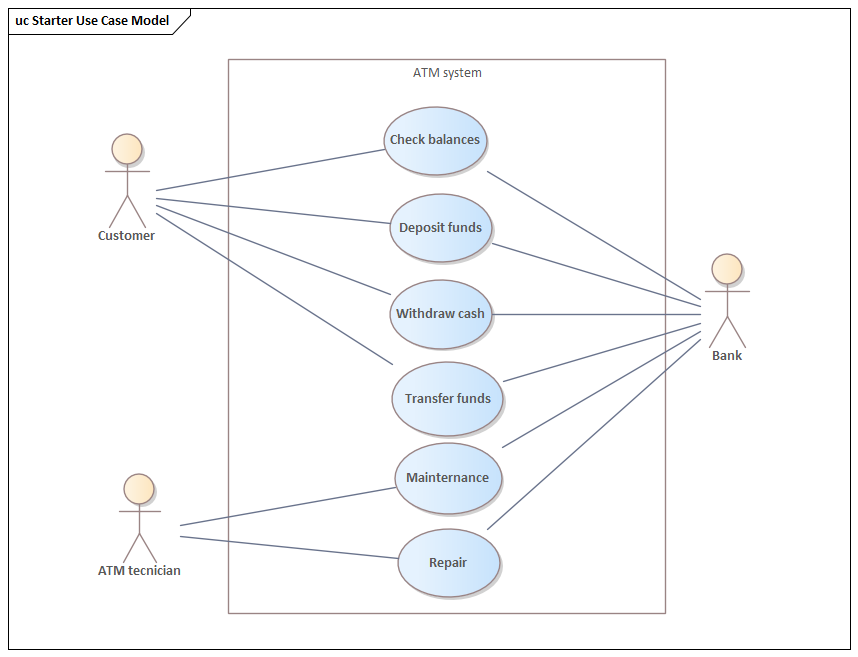 uc Starter Use Case Model
ATM system
Check balances
Customer
Deposit funds
Withdraw cash
Bank
Transfer funds
Mainternance
ATM tecnician
Repair